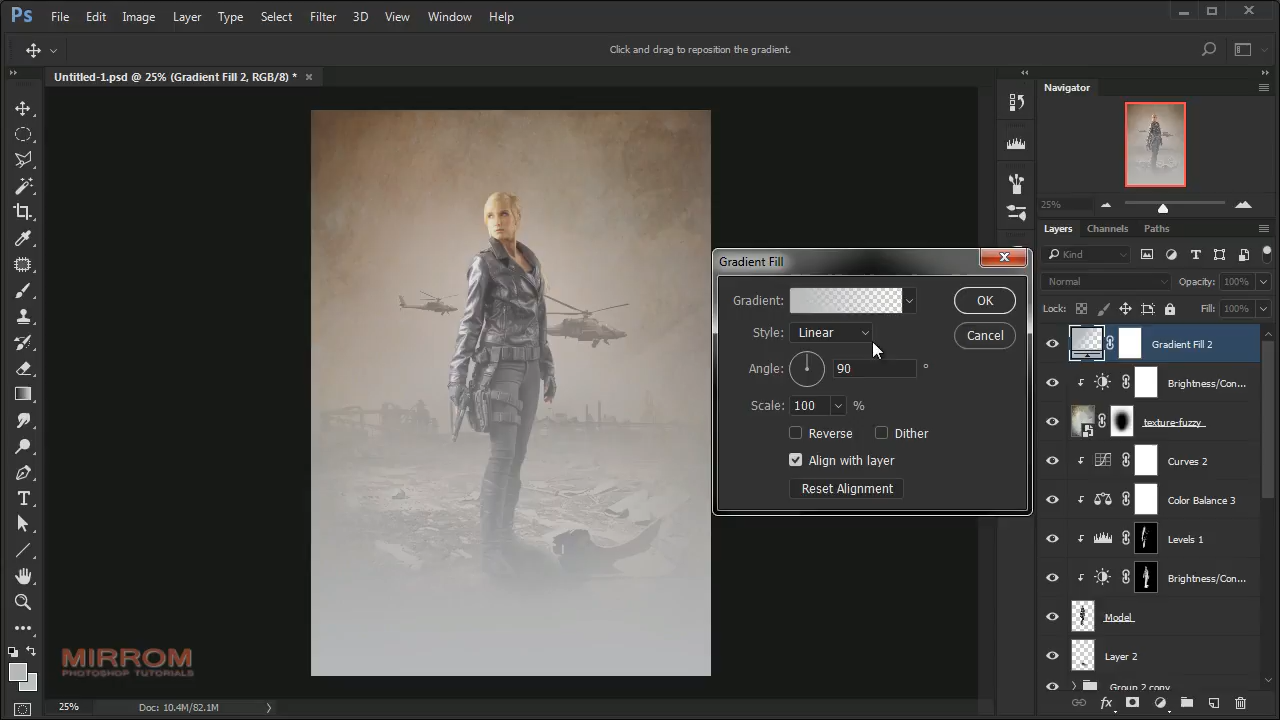 Ps File Edit Image Layer Type Select Filter 3D View Window Help
Click and drag to reposition the gradient.
Untitled-1.psd @ 25% (Gradient Fill 2, RGB/8) *
Navigator
25%
Layers Channels Paths
Kind
Normal Opacity: 100%
Lock: Fill: 100%
Gradient Fill 2
Brightness/Con...
texture-fuzzy
Curves 2
Color Balance 3
Levels 1
Brightness/Con...
Model
Layer 2
Group 2 copy
fx
Gradient Fill
Gradient: OK
Style: Linear Cancel
Angle: 90 °
Scale: 100 %
Reverse Dither
Align with layer
Reset Alignment
MIRROM
PHOTOSHOP TUTORIALS
25% Doc: 10.4M/82.1M